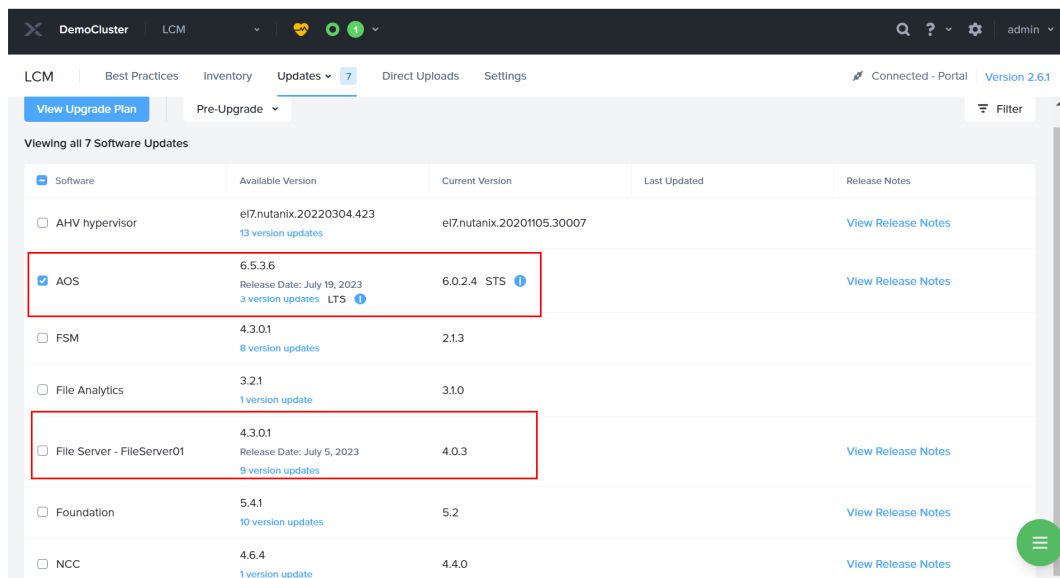 DemoCluster LCM 1 ? admin
LCM Best Practices Inventory Updates 7 Direct Uploads Settings Connected - Portal Version 2.6.1
View Upgrade Plan Pre-Upgrade Filter
Viewing all 7 Software Updates
Software Available Version Current Version Last Updated Release Notes
AHV hypervisor el7.nutanix.20220304.423 el7.nutanix.20201105.30007 View Release Notes
13 version updates
AOS 6.5.3.6 6.0.2.4 STS View Release Notes
Release Date: July 19, 2023
3 version updates LTS
FSM 4.3.0.1 2.1.3
8 version updates
File Analytics 3.2.1 3.1.0
1 version update
File Server - FileServer01 4.3.0.1 4.0.3 View Release Notes
Release Date: July 5, 2023
9 version updates
Foundation 5.4.1 5.2 View Release Notes
10 version updates
NCC 4.6.4 4.4.0 View Release Notes
1 version update